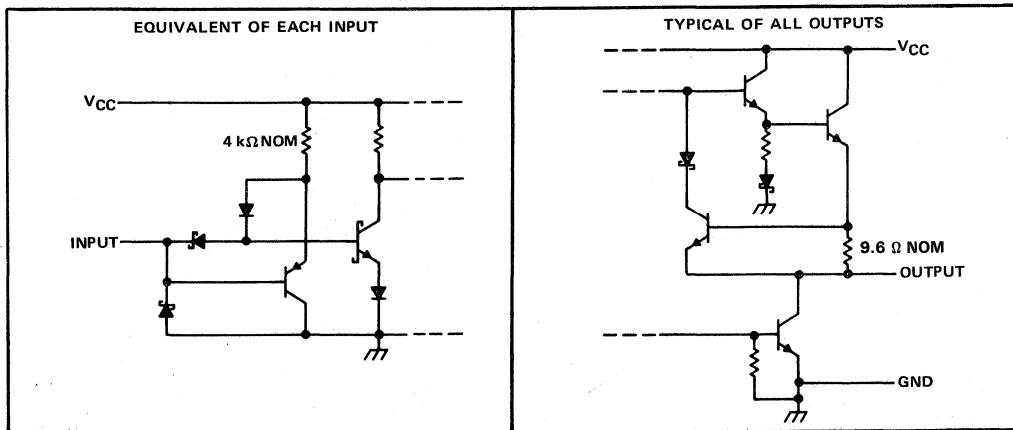 EQUIVALENT OF EACH INPUT
VCC
4 kΩ NOM
INPUT
TYPICAL OF ALL OUTPUTS
VCC
9.6 Ω NOM
OUTPUT
GND